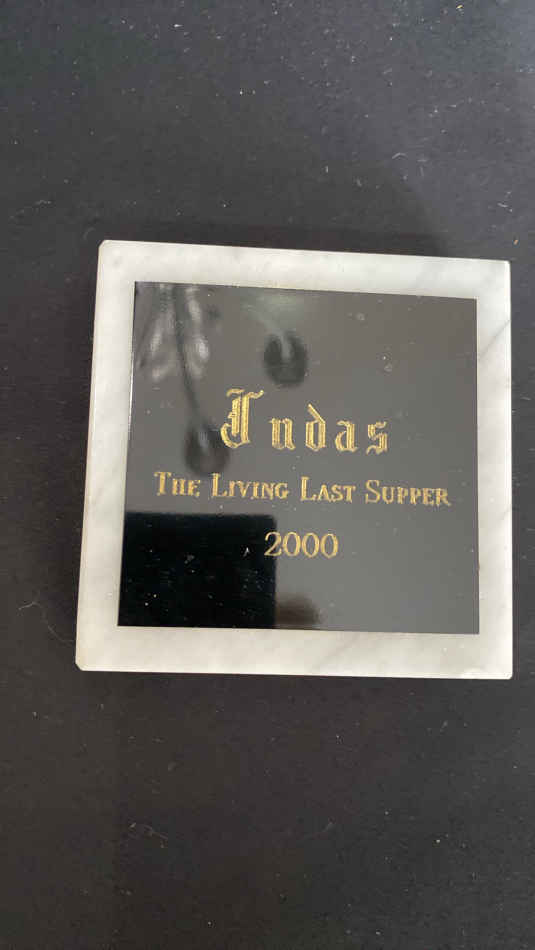 Judas
The Living Last Supper
2000